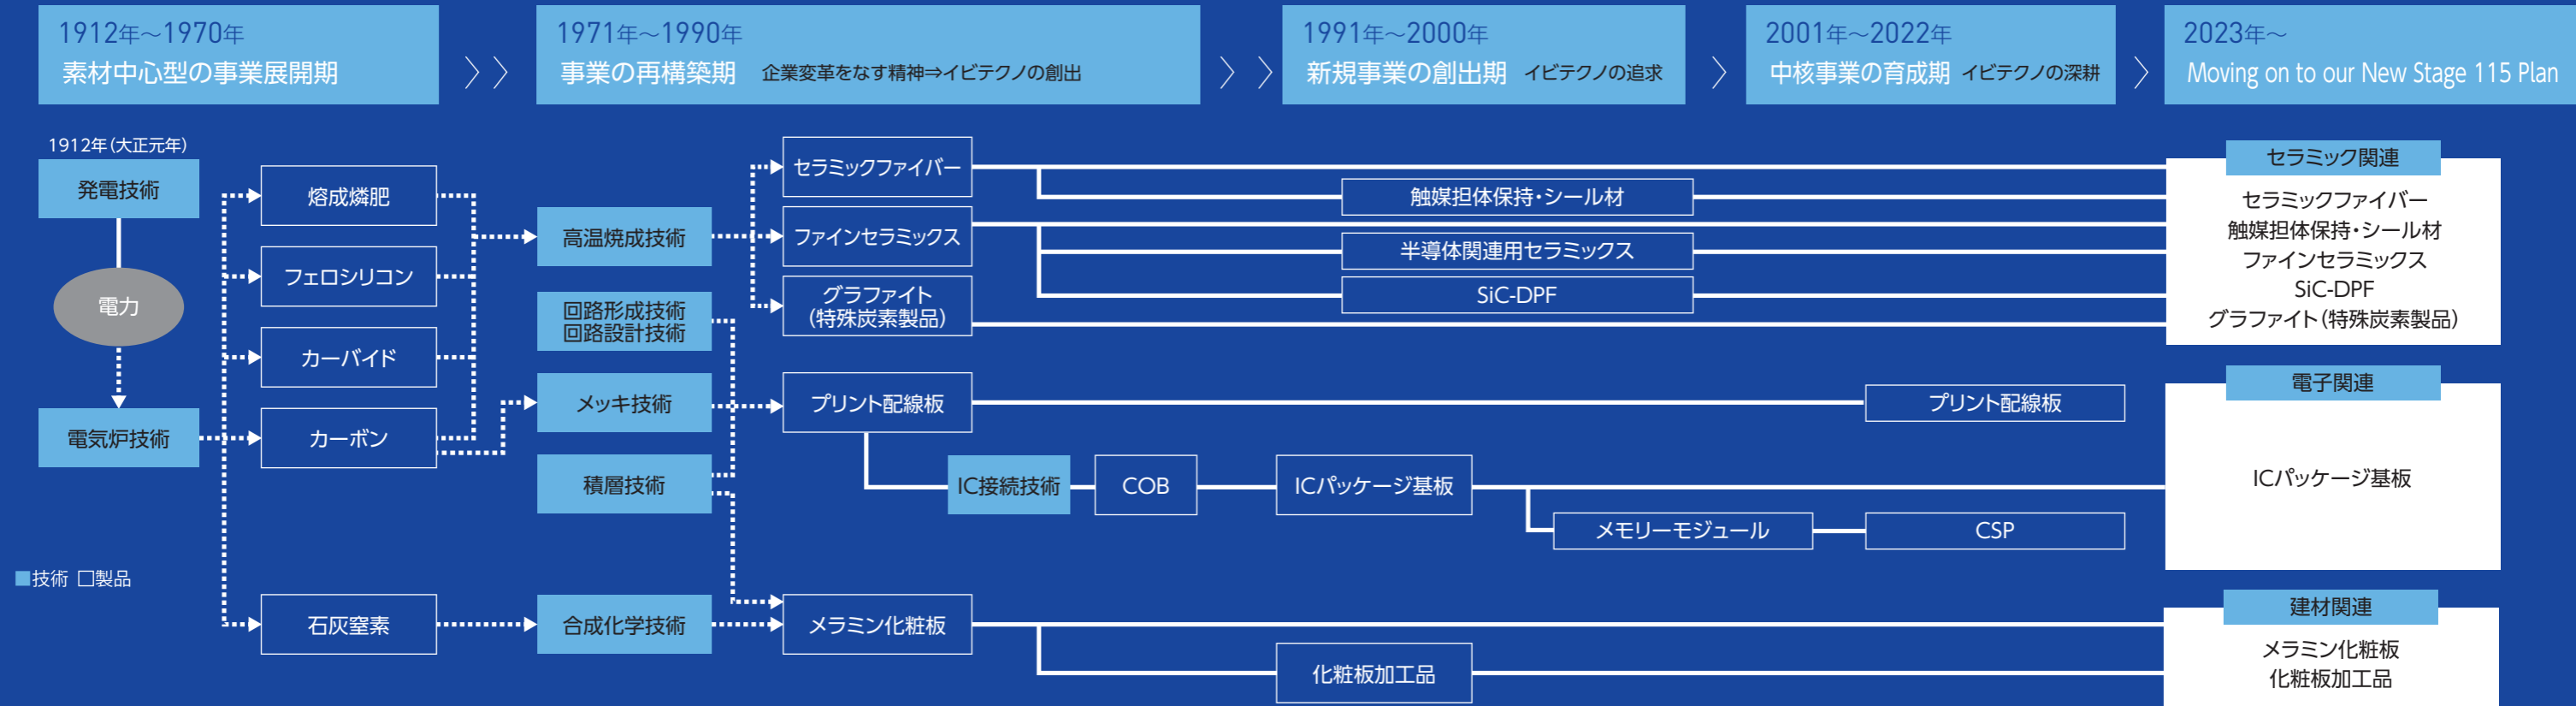 1912年〜1970年
素材中心型の事業展開期
1971年〜1990年
事業の再構築期 企業変革をなす精神⇒イビテクノの創出
1991年〜2000年
新規事業の創出期 イビテクノの追求
2001年〜2022年
中核事業の育成期 イビテクノの深耕
2023年〜
Moving on to our New Stage 115 Plan
1912年(大正元年)
発電技術
電力
電気炉技術
熔成燐肥
フェロシリコン
カーバイド
カーボン
石灰窒素
高温焼成技術
回路形成技術
回路設計技術
メッキ技術
積層技術
合成化学技術
セラミックファイバー
ファインセラミックス
グラファイト
(特殊炭素製品)
プリント配線板
IC接続技術
COB
メラミン化粧板
触媒担体保持・シール材
半導体関連用セラミックス
SiC-DPF
ICパッケージ基板
メモリーモジュール
化粧板加工品
プリント配線板
CSP
セラミック関連
セラミックファイバー
触媒担体保持・シール材
ファインセラミックス
SiC-DPF
グラファイト(特殊炭素製品)
電子関連
ICパッケージ基板
建材関連
メラミン化粧板
化粧板加工品
■技術 □製品